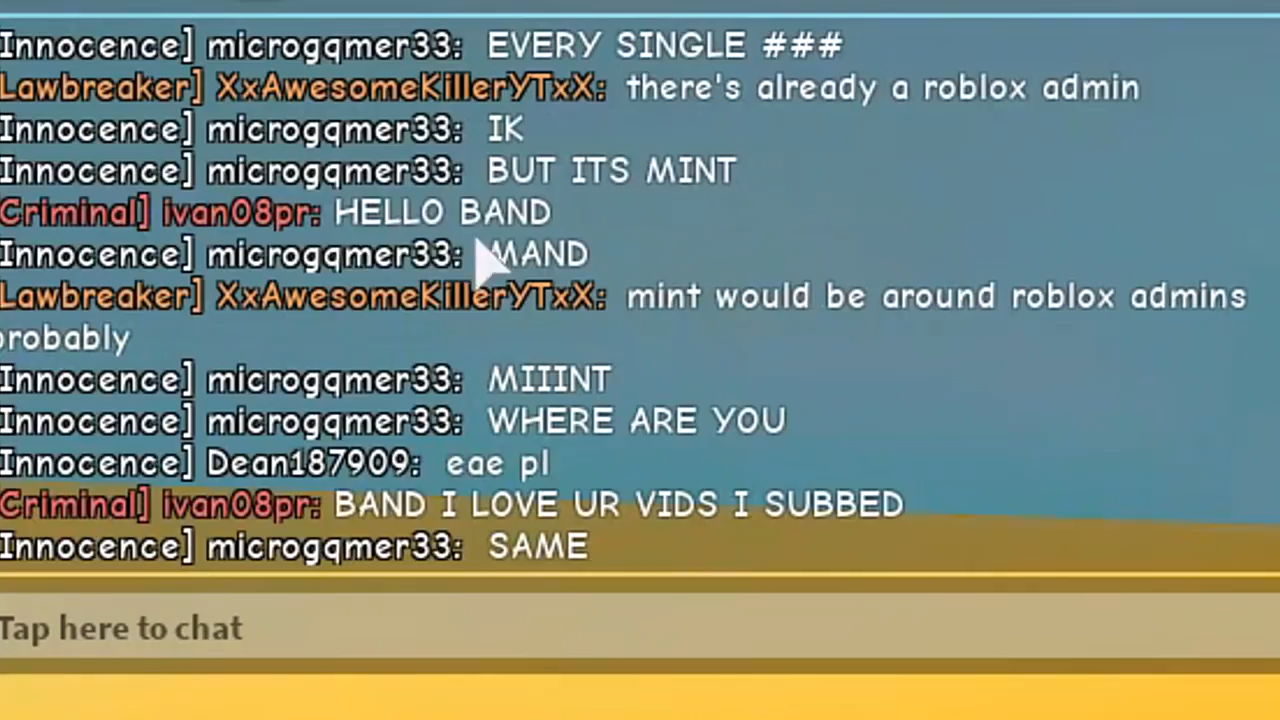 Innocence] microgqmer33: EVERY SINGLE ###
Lawbreaker] XxAwesomeKillerYTxX: there's already a roblox admin
Innocence] microgqmer33: IK
Innocence] microgqmer33: BUT ITS MINT
Criminal] ivan08pr: HELLO BAND
Innocence] microgqmer33: MAND
Lawbreaker] XxAwesomeKillerYTxX: mint would be around roblox admins
probably
Innocence] microgqmer33: MIIINT
Innocence] microgqmer33: WHERE ARE YOU
Innocence] Dean187909: eae pl
Criminal] ivan08pr: BAND I LOVE UR VIDS I SUBBED
Innocence] microgqmer33: SAME
Tap here to chat